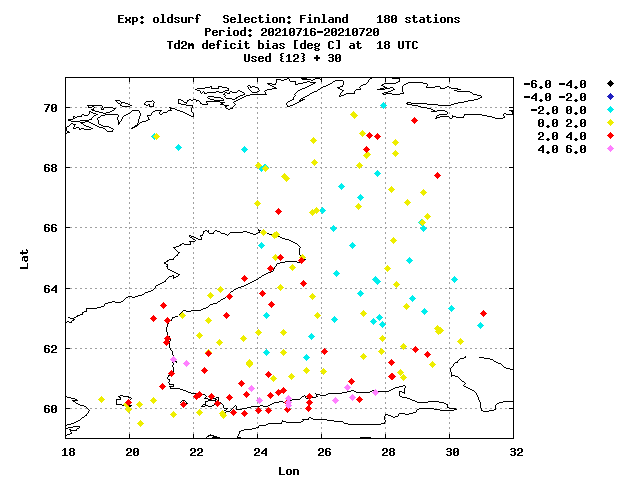 Exp: oldsurf   Selection: Finland    180 stations
Period: 20210716-20210720
Td2m deficit bias [deg C] at  18 UTC
Used {12} + 30
-6.0 -4.0
-4.0 -2.0
-2.0 0.0
0.0 2.0
2.0 4.0
4.0 6.0
70
68
66
64
62
60
Lat
18 20 22 24 26 28 30 32
Lon